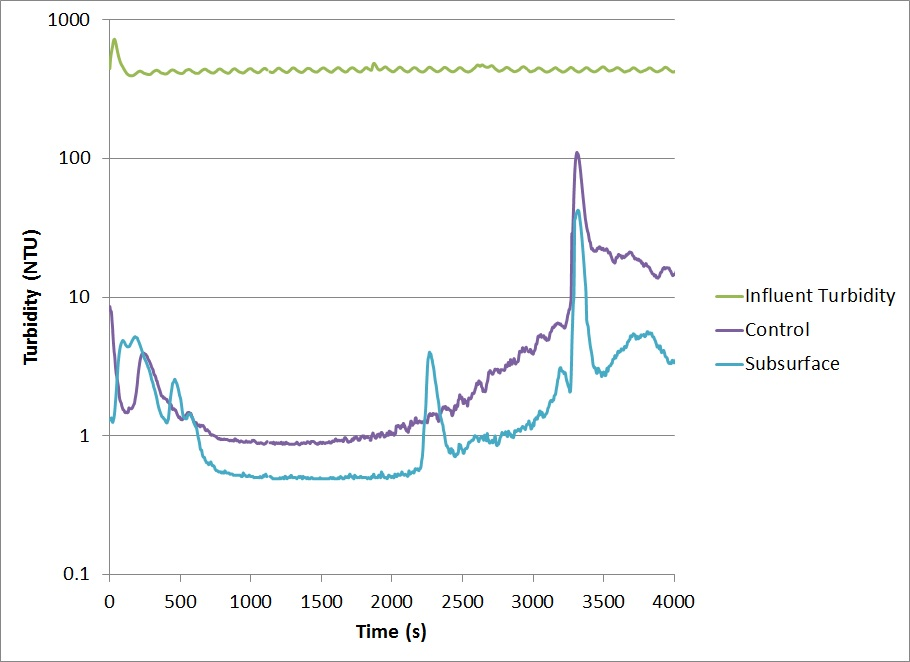 1000
100
10
1
0.1
Turbidity (NTU)
0 500 1000 1500 2000 2500 3000 3500 4000
Time (s)
Influent Turbidity
Control
Subsurface